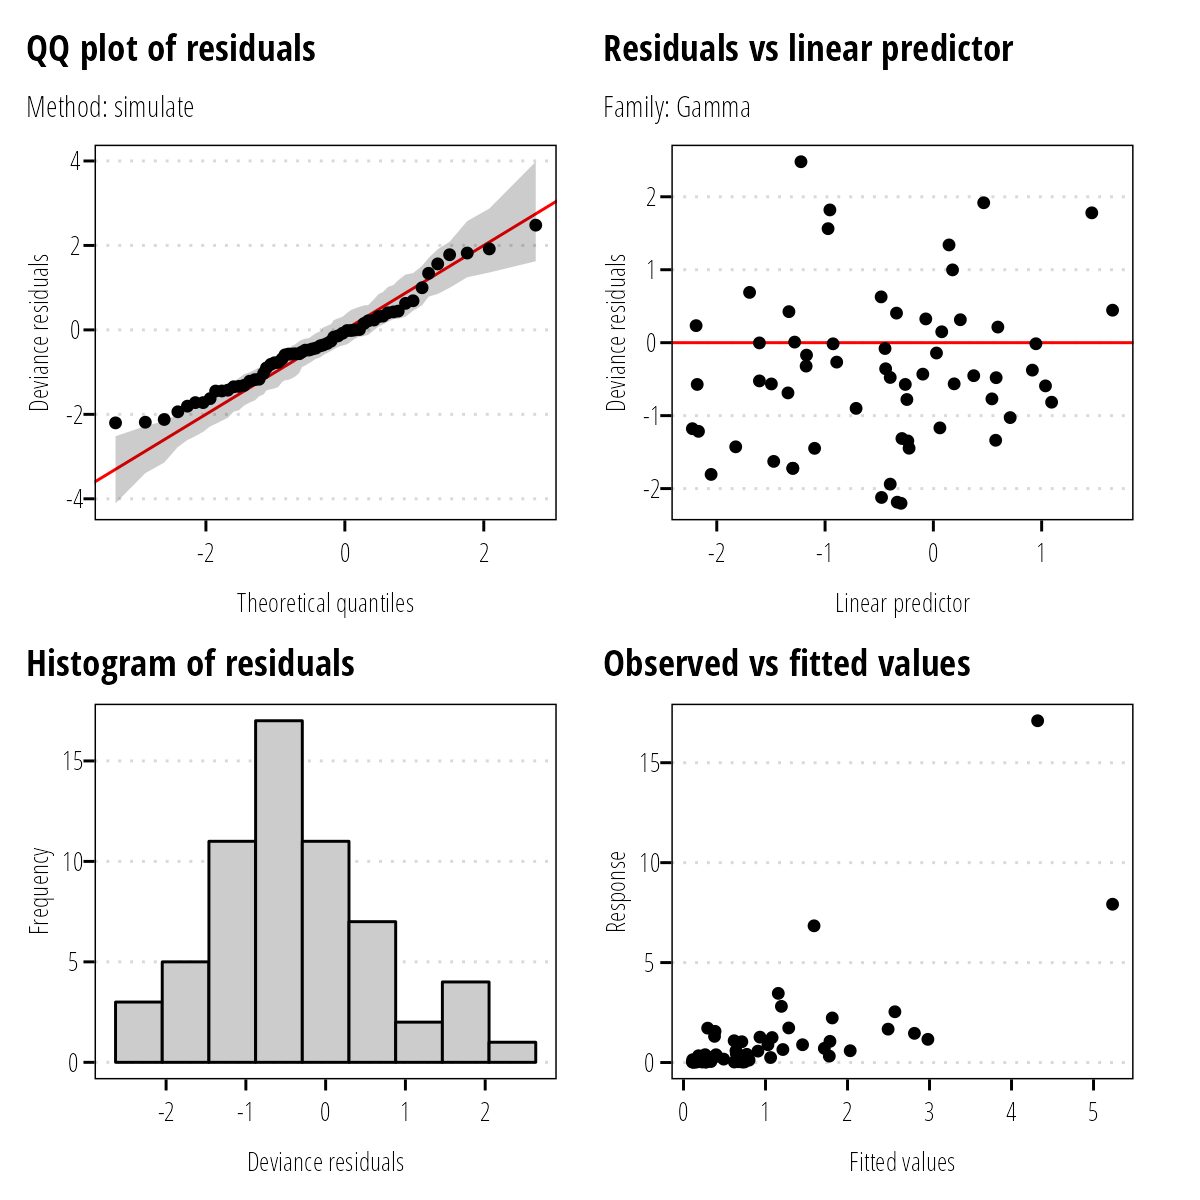 QQ plot of residuals
Method: simulate
Deviance residuals
4
2
0
-2
-4
-2 0 2
Theoretical quantiles
Residuals vs linear predictor
Family: Gamma
Deviance residuals
2
1
0
-1
-2
-2 -1 0 1
Linear predictor
Histogram of residuals
Frequency
15
10
5
0
-2 -1 0 1 2
Deviance residuals
Observed vs fitted values
Response
15
10
5
0
0 1 2 3 4 5
Fitted values